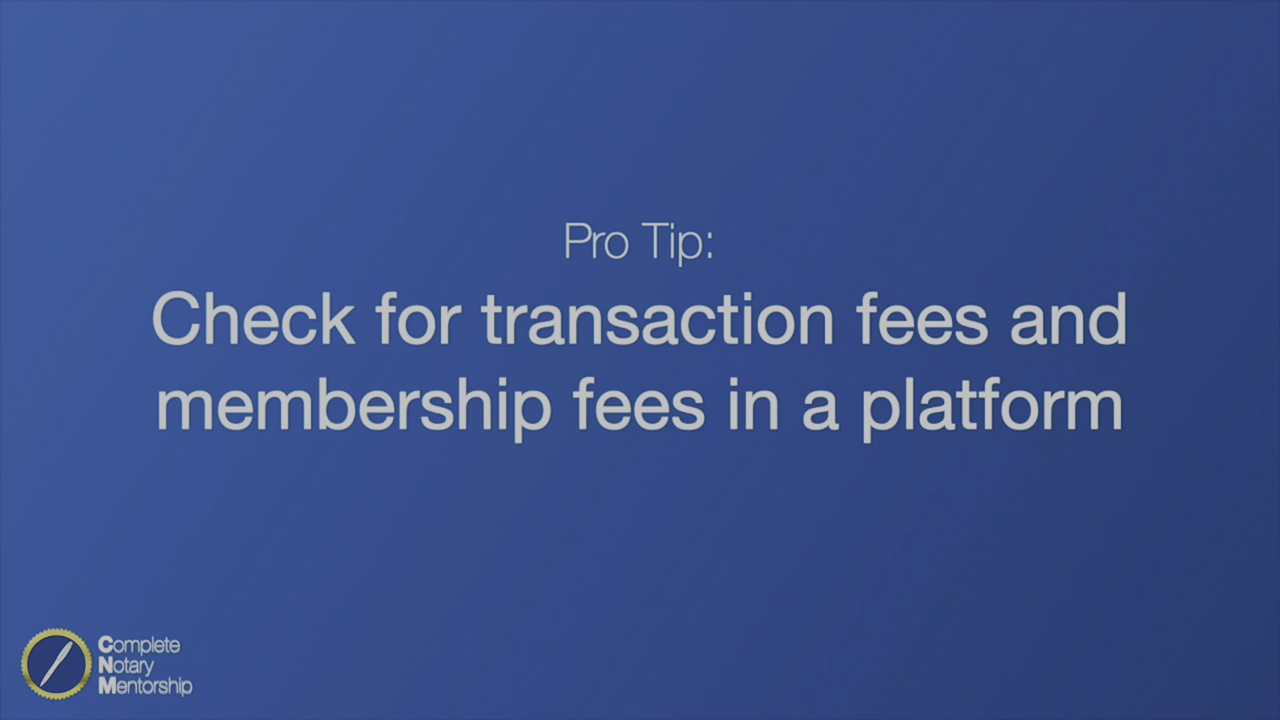 Pro Tip:
Check for transaction fees and
membership fees in a platform
Complete
Notary
Mentorship